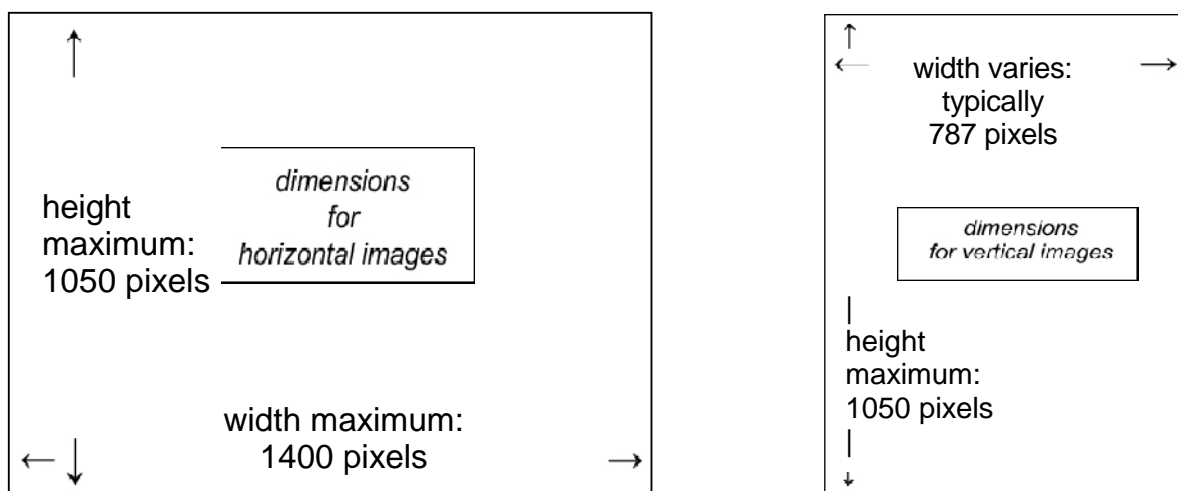 height
maximum:
1050 pixels
dimensions
for
horizontal images
width maximum:
1400 pixels
width varies:
typically
787 pixels
dimensions
for vertical images
height
maximum:
1050 pixels